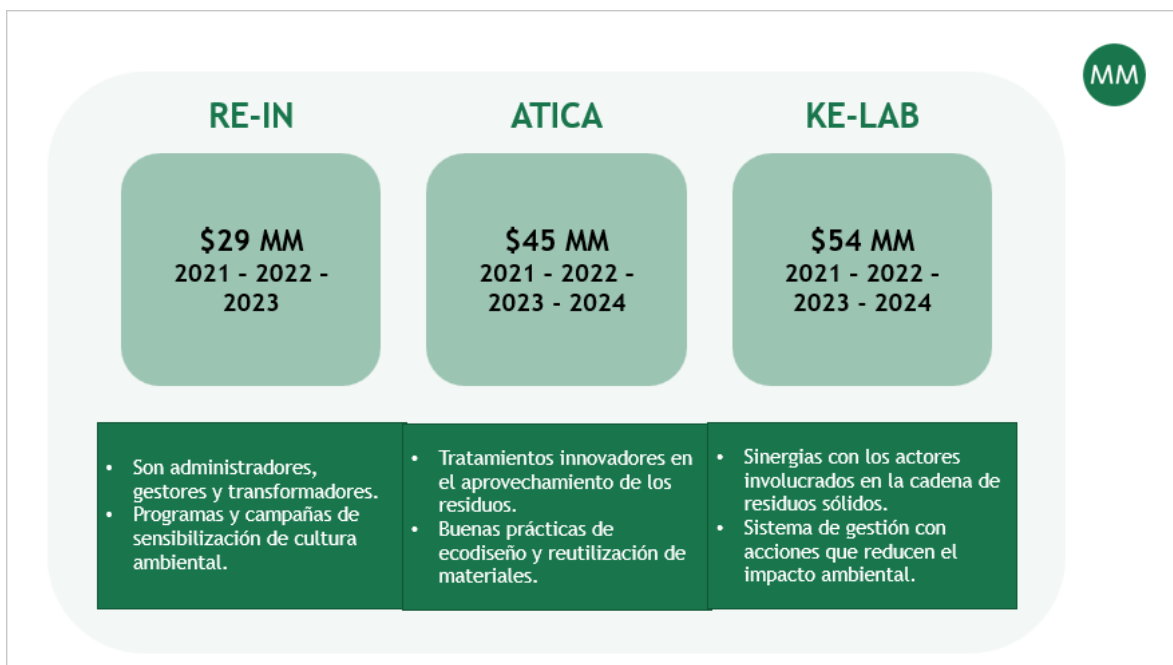 MM
RE-IN
$29 MM
2021 - 2022 -
2023
• Son administradores,
gestores y transformadores.
• Programas y campañas de
sensibilización de cultura
ambiental.
ATICA
$45 MM
2021 - 2022 -
2023 - 2024
• Tratamientos innovadores en
el aprovechamiento de los
residuos.
• Buenas prácticas de
ecodiseño y reutilización de
materiales.
KE-LAB
$54 MM
2021 - 2022 -
2023 - 2024
• Sinergias con los actores
involucrados en la cadena de
residuos sólidos.
• Sistema de gestión con
acciones que reducen el
impacto ambiental.